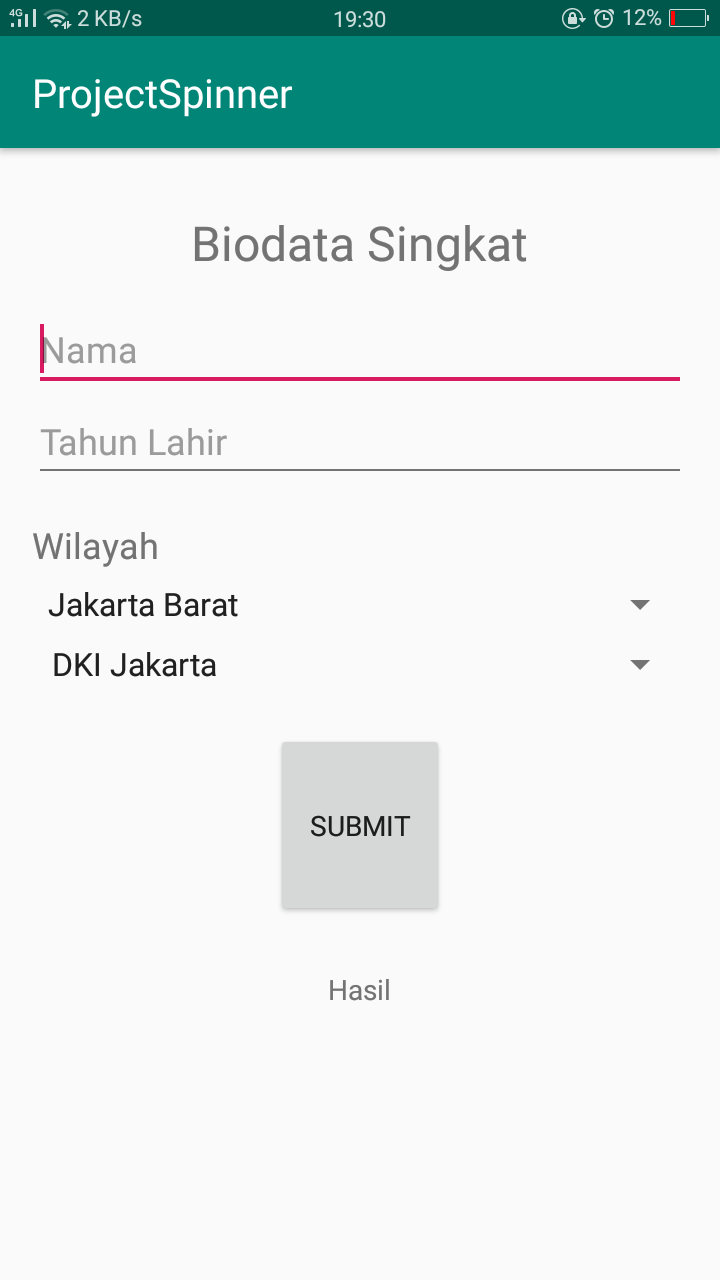 4G 2 KB/s 19:30 12%
ProjectSpinner
Biodata Singkat
Nama
Tahun Lahir
Wilayah
Jakarta Barat
DKI Jakarta
SUBMIT
Hasil